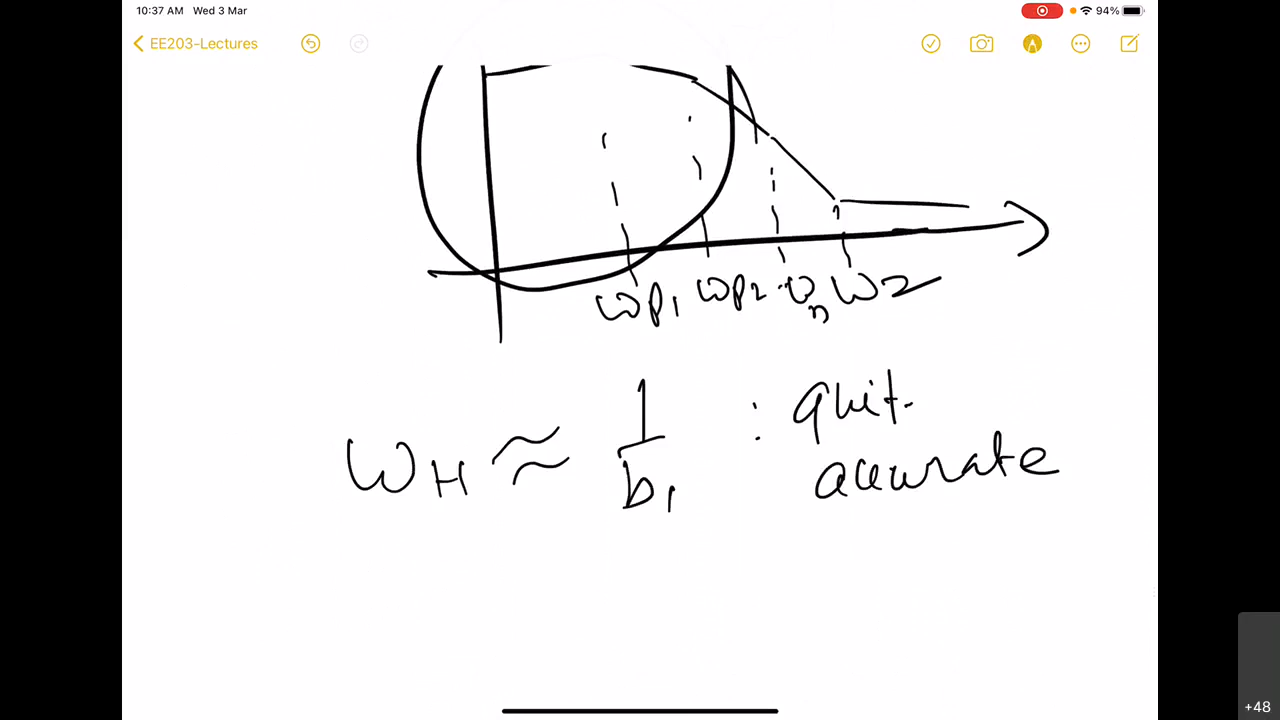 10:37 AM Wed 3 Mar
94%
EE203-Lectures
ωp1 ωp2 ωn ωz
ωH ≈ 1/b1 : quit
accurate
+48